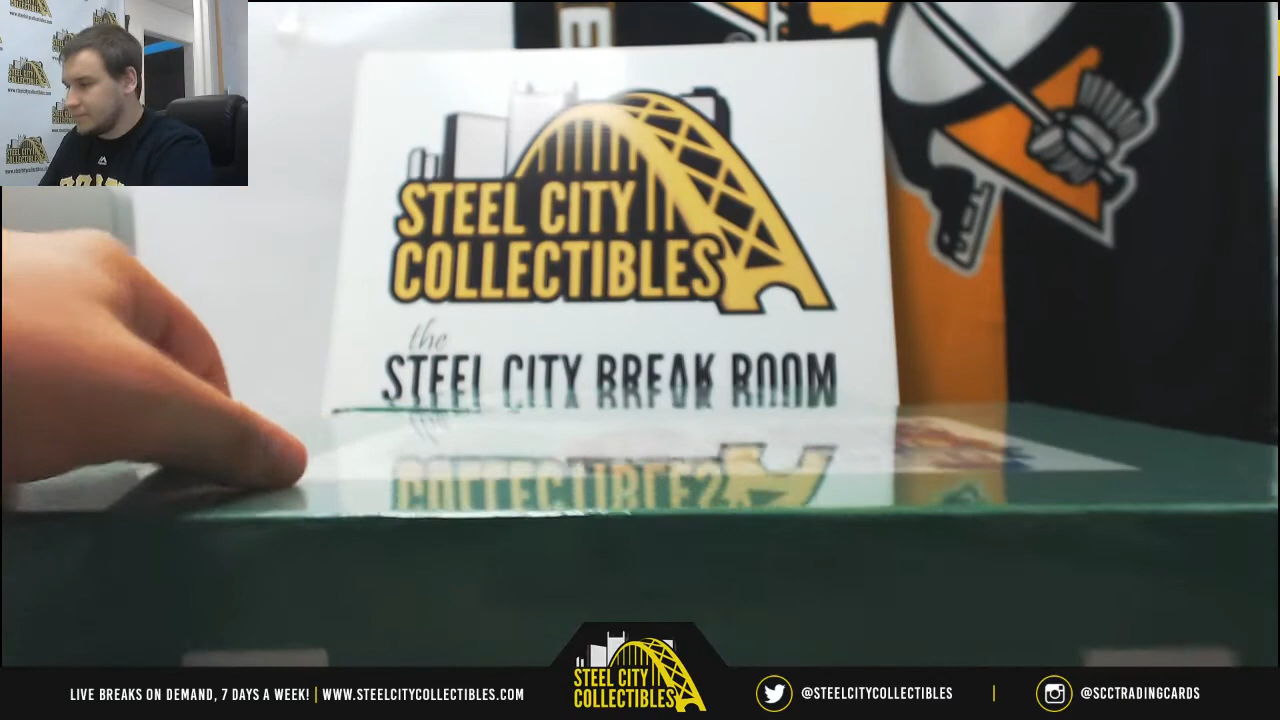 STEEL CITY
COLLECTIBLES
the
STEEL CITY BREAK ROOM
LIVE BREAKS ON DEMAND, 7 DAYS A WEEK! | WWW.STEELCITYCOLLECTIBLES.COM
STEEL CITY
COLLECTIBLES
@STEELCITYCOLLECTIBLES
@SCCTRADINGCARDS